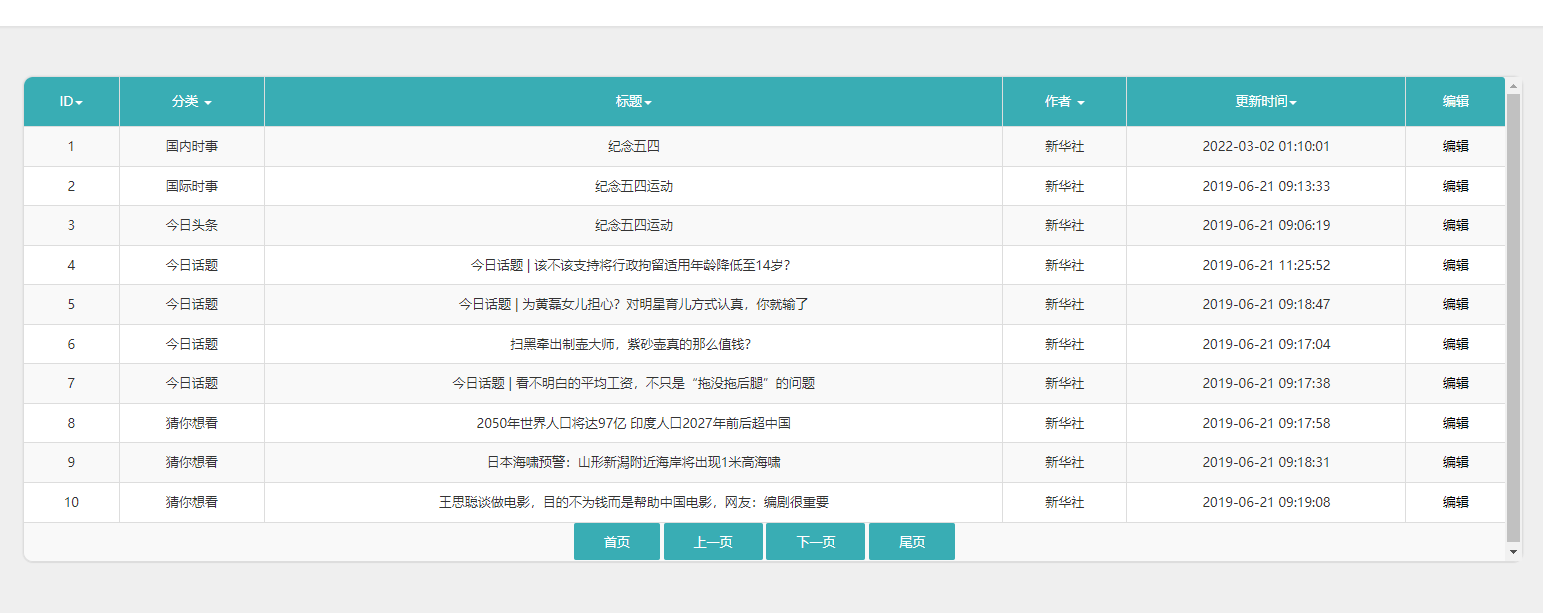 ID 分类 标题 作者 更新时间 编辑
1 国内时事 纪念五四 新华社 2022-03-02 01:10:01 编辑
2 国际时事 纪念五四运动 新华社 2019-06-21 09:13:33 编辑
3 今日头条 纪念五四运动 新华社 2019-06-21 09:06:19 编辑
4 今日话题 今日话题 | 该不该支持将行政拘留适用年龄降低至14岁? 新华社 2019-06-21 11:25:52 编辑
5 今日话题 今日话题 | 为黄磊女儿担心？对明星育儿方式认真，你就输了 新华社 2019-06-21 09:18:47 编辑
6 今日话题 扫黑牵出制壶大师，紫砂壶真的那么值钱？ 新华社 2019-06-21 09:17:04 编辑
7 今日话题 今日话题 | 看不明白的平均工资，不只是“拖没拖后腿”的问题 新华社 2019-06-21 09:17:38 编辑
8 猜你想看 2050年世界人口将达97亿 印度人口2027年前后超中国 新华社 2019-06-21 09:17:58 编辑
9 猜你想看 日本海啸预警：山形新潟附近海岸将出现1米高海啸 新华社 2019-06-21 09:18:31 编辑
10 猜你想看 王思聪谈做电影，目的不为钱而是帮助中国电影，网友：编剧很重要 新华社 2019-06-21 09:19:08 编辑
首页 上一页 下一页 尾页